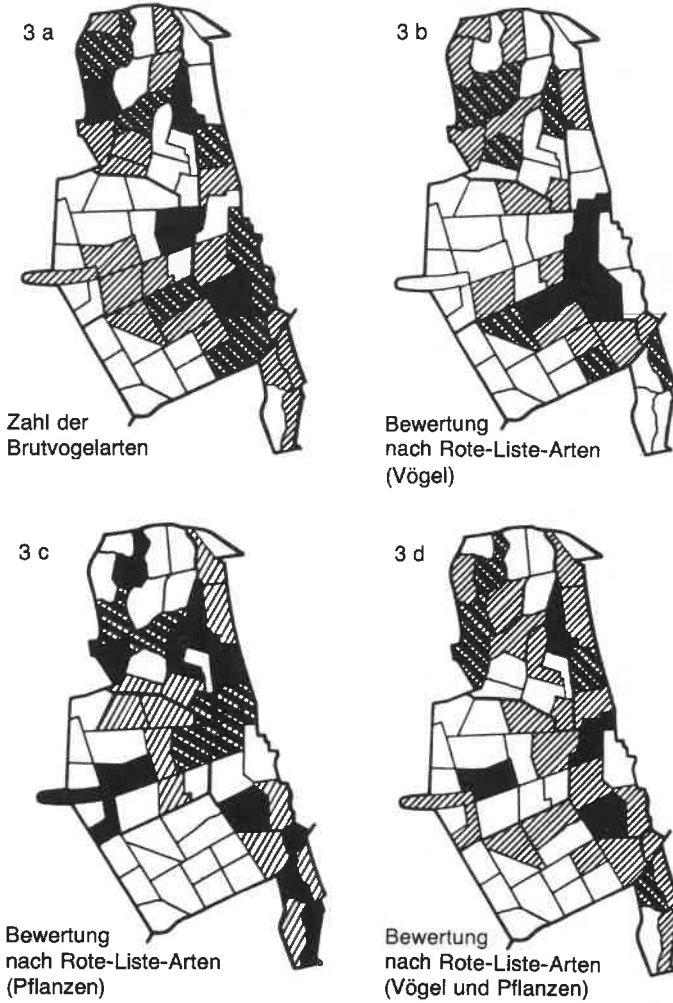 3 a
3 b
Zahl der
Brutvogelarten
Bewertung
nach Rote-Liste-Arten
(Vögel)
3 c
3 d
Bewertung
nach Rote-Liste-Arten
(Pflanzen)
Bewertung
nach Rote-Liste-Arten
(Vögel und Pflanzen)